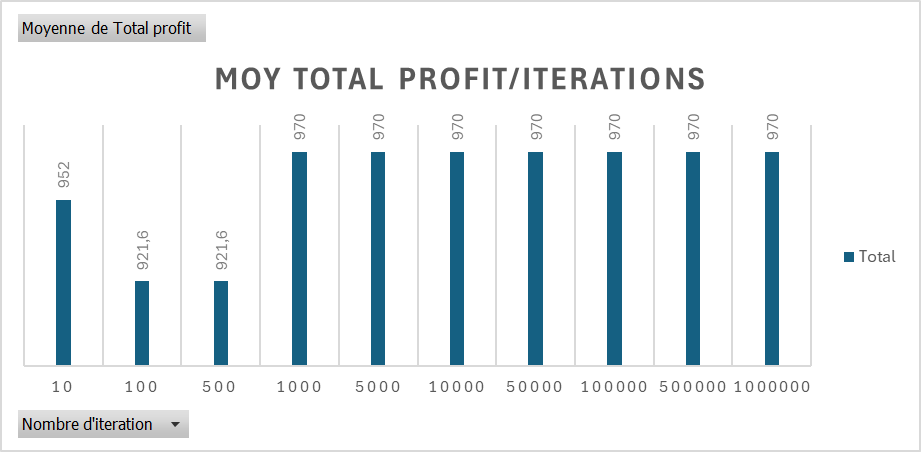 Moyenne de Total profit
MOY TOTAL PROFIT/ITERATIONS
952
921,6
921,6
970
970
970
970
970
970
970
Total
10 100 500 1000 5000 10000 50000 100000 500000 1000000
Nombre d'iteration